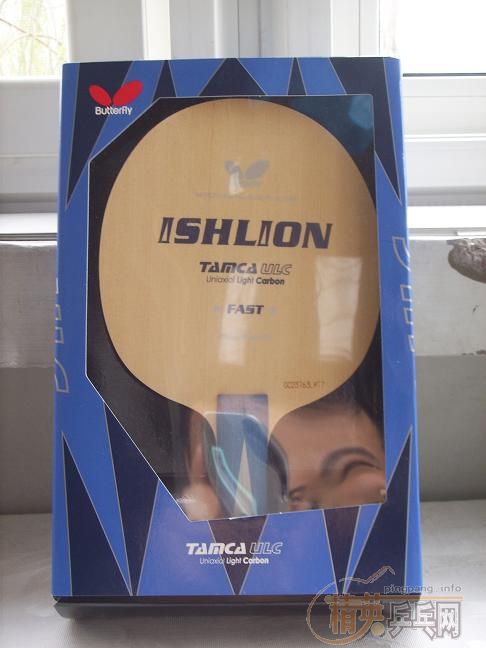 Butterfly
ISHLION
TAMCA ULC
Uniaxial Light Carbon
FAST
TAMCA ULC
Uniaxial Light Carbon
pingpang.info
精英乒乓网